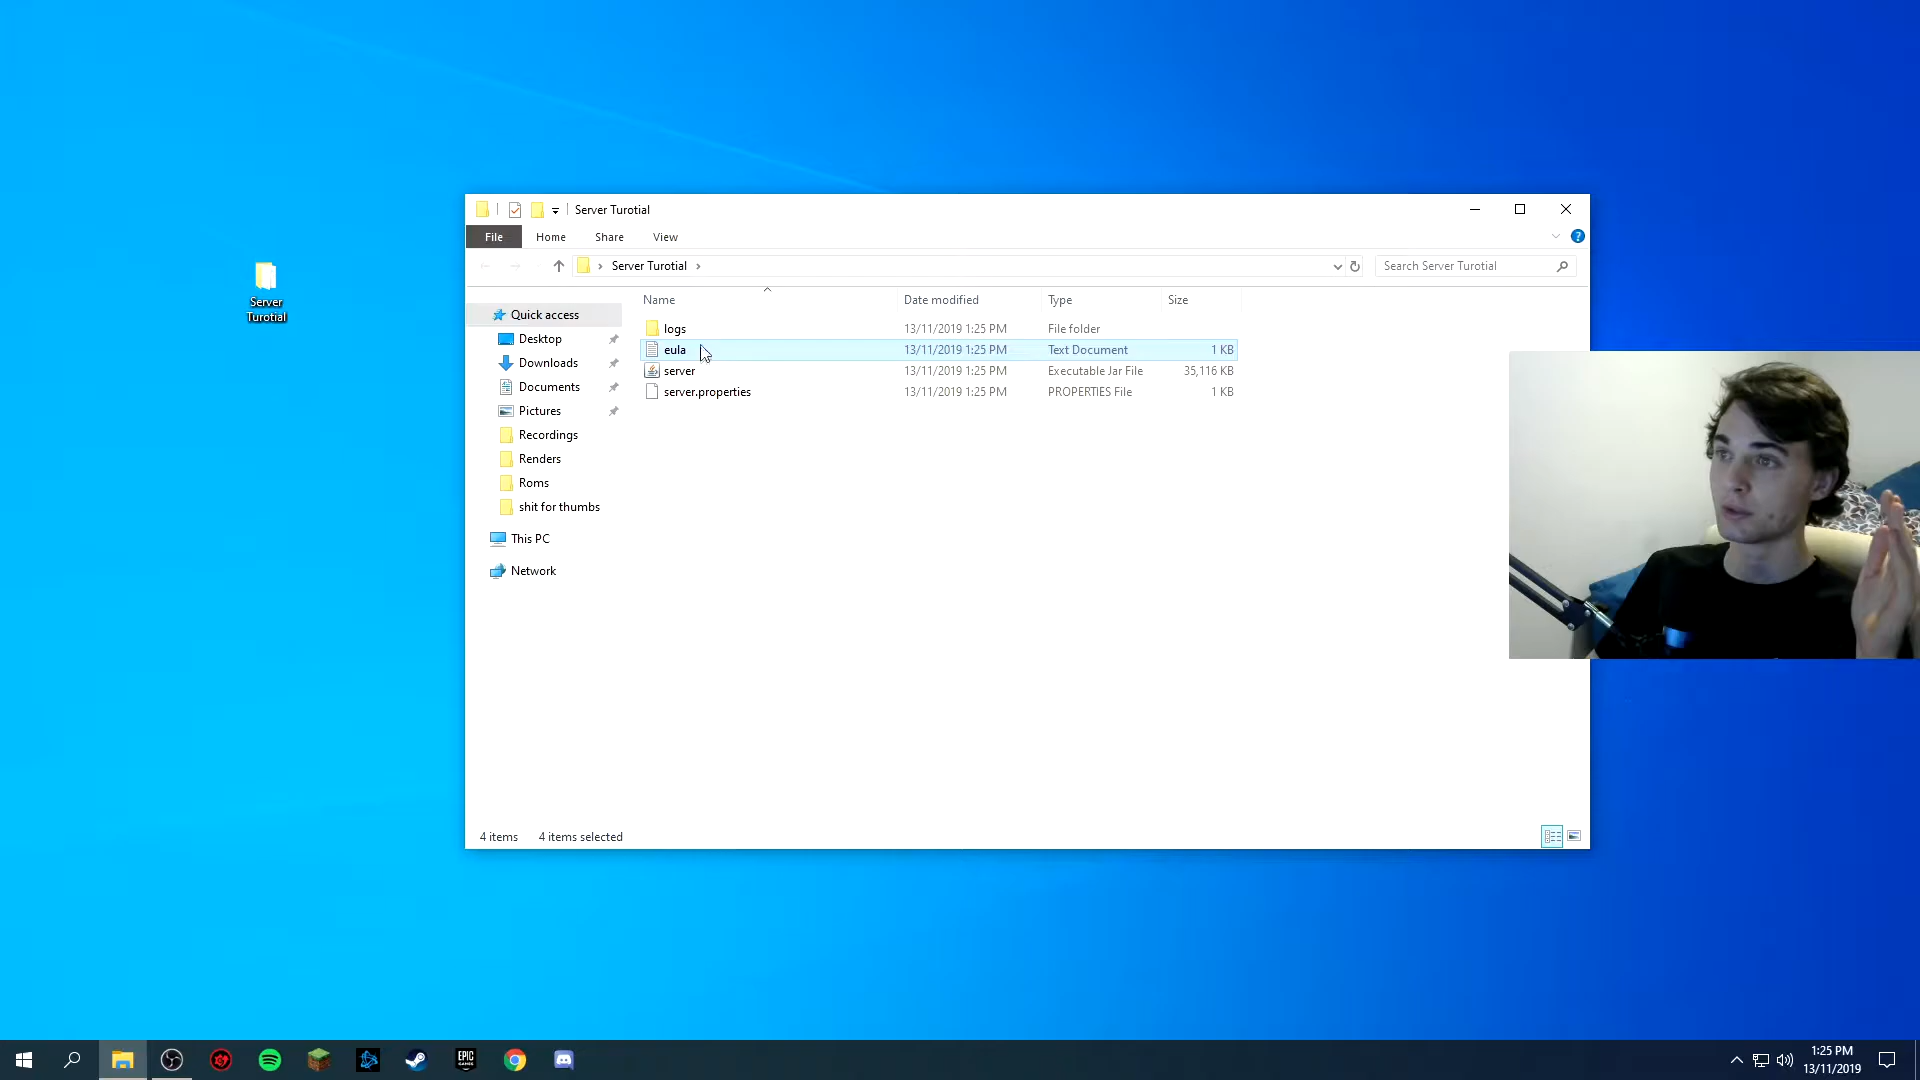 Server Turotial
File Home Share View
Server Turotial
Search Server Turotial
Name Date modified Type Size
Quick access
Desktop
Downloads
Documents
Pictures
Recordings
Renders
Roms
shit for thumbs
This PC
Network
logs 13/11/2019 1:25 PM File folder
eula 13/11/2019 1:25 PM Text Document 1 KB
server 13/11/2019 1:25 PM Executable Jar File 35,116 KB
server.properties 13/11/2019 1:25 PM PROPERTIES File 1 KB
Server
Turotial
4 items 4 items selected
EPIC
GAMES
1:25 PM
13/11/2019